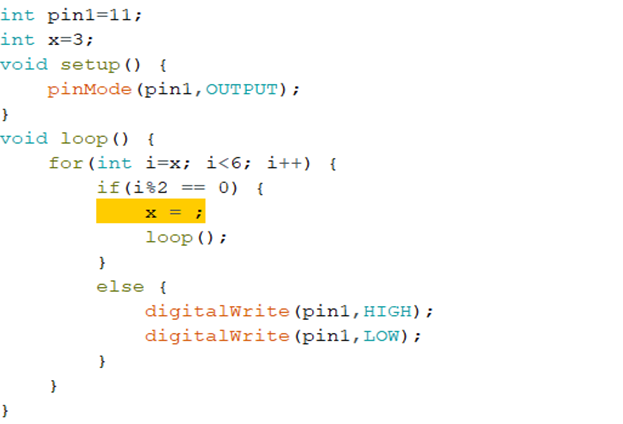 int pin1=11;
int x=3;
void setup() {
    pinMode(pin1,OUTPUT);
}
void loop() {
    for(int i=x; i<6; i++) {
        if(i%2 == 0) {
            x = ;
            loop();
        }
        else {
            digitalWrite(pin1,HIGH);
            digitalWrite(pin1,LOW);
        }
    }
}